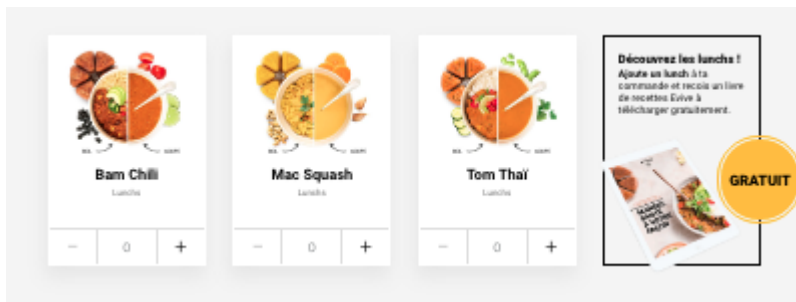 Bam Chili
Lunchs
− 0 +
Mac Squash
Lunchs
− 0 +
Tom Thaï
Lunchs
− 0 +
Découvrez les lunchs !
Ajoute un lunch à ta
commande et reçois un livre
de recettes Evive à
télécharger gratuitement.
GRATUIT